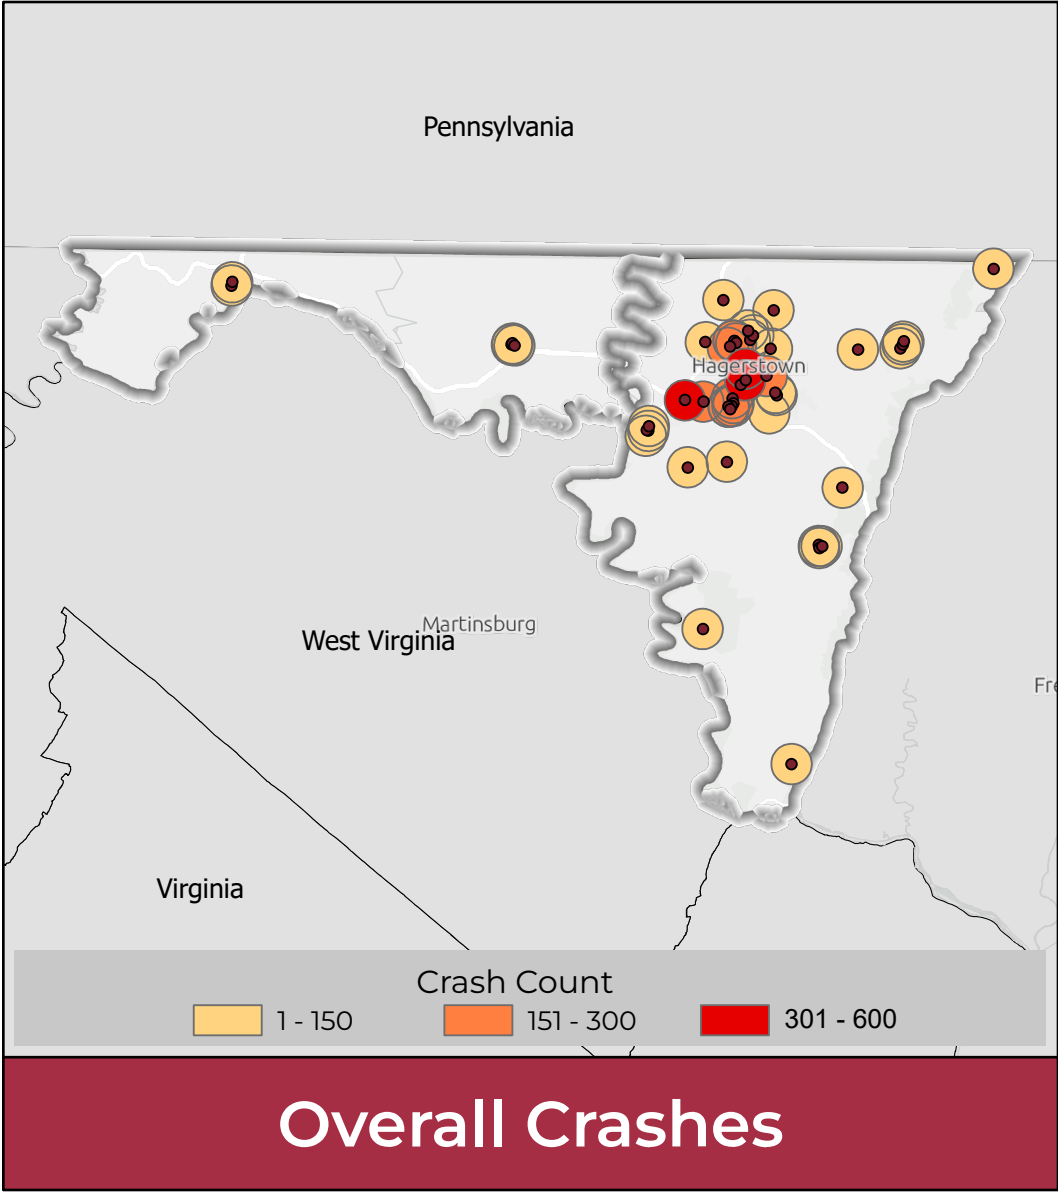 Pennsylvania
Hagerstown
Martinsburg
West Virginia
Fre
Virginia
Crash Count
1 - 150
151 - 300
301 - 600
Overall Crashes